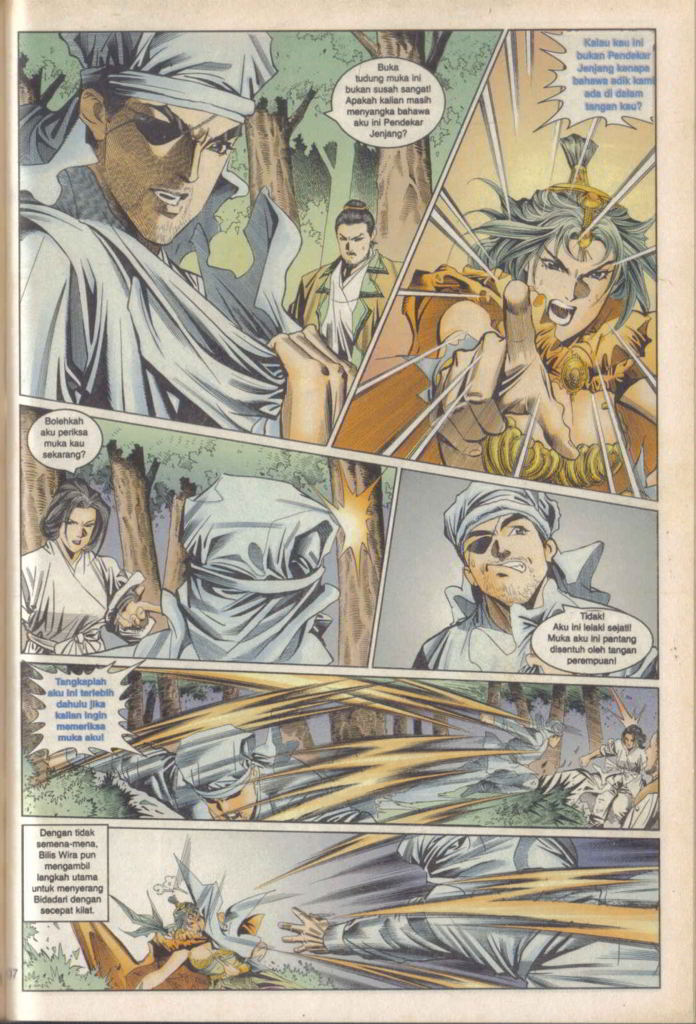 Buka
tudung muka ini
bukan susah sangat!
Apakah kalian masih
menyangka bahawa
aku ini Pendekar
Jenjang?
Kalau kau ini
bukan Pendekar
Jenjang kenapa
bahawa adik kami
ada di dalam
tangan kau?
Bolehkah
aku periksa
muka kau
sekarang?
Tidak!
Aku ini lelaki sejati!
Muka aku ini pantang
disentuh oleh tangan
perempuan!
Tangkaplah
aku ini terlebih
dahulu jika
kalian ingin
memeriksa
muka aku!
Dengan tidak
semena-mena,
Bilis Wira pun
mengambil
langkah utama
untuk menyerang
Bidadari dengan
secepat kilat.